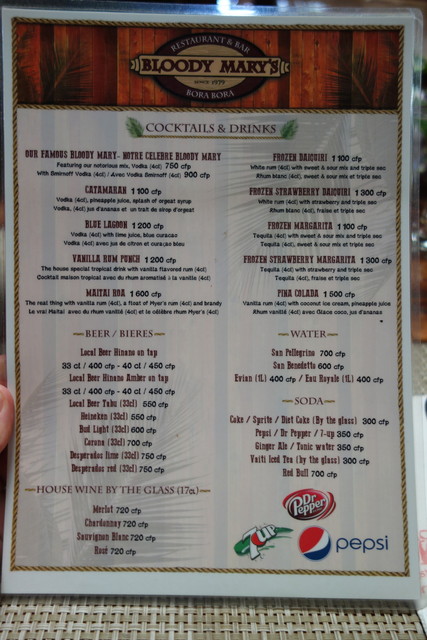 RESTAURANT & BAR
BLOODY MARY'S
SINCE 1979
BORA BORA
COCKTAILS & DRINKS
OUR FAMOUS BLOODY MARY- NOTRE CELEBRE BLOODY MARY
Featuring our notorious mix, Vodka (4cl) 750 cfp
With Smirnoff Vodka (4cl) / Avec Vodka Smirnoff (4cl) 900 cfp
CATAMARAN 1 100 cfp
Vodka (4cl), pineapple juice, splash of orgeat syrup
Vodka, (4cl) jus d'ananas et un trait de sirop d'orgeat
BLUE LAGOON 1 200 cfp
Vodka (4cl) with lime juice, blue curacao
Vodka (4cl) avec jus de citron et curaçao bleu
VANILLA RUM PUNCH 1 200 cfp
The house special tropical drink with vanilla flavored rum (4cl)
Cocktail maison tropical avec du rhum aromatisé à la vanille (4cl)
MAITAI ROA 1 600 cfp
The real thing with vanilla rum (4cl), a float of Myer's rum (4cl) and brandy
Le vrai Maitai avec du rhum vanillé (4cl) et le célèbre rhum Myer's (4cl)
BEER / BIERES
Local Beer Hinano on tap
33 cl / 400 cfp - 40 cl / 450 cfp
Local Beer Hinano Amber on tap
33 cl / 400 cfp - 40 cl / 450 cfp
Local Beer Tabu (33cl) 550 cfp
Heineken (33cl) 550 cfp
Bud Light (33cl) 600 cfp
Corona (33cl) 700 cfp
Desperados lime (33cl) 750 cfp
Desperados red (33cl) 750 cfp
HOUSE WINE BY THE GLASS (17cl)
Merlot 720 cfp
Chardonnay 720 cfp
Sauvignon Blanc 720 cfp
Rosé 720 cfp
FROZEN DAICUIRI 1 100 cfp
White rum (4cl) with sweet & sour mix and triple sec
Rhum blanc (4cl), sweet & sour mix et triple sec
FROZEN STRAWBERRY DAICUIRI 1 300 cfp
White rum (4cl) with strawberry and triple sec
Rhum blanc (4cl), fraise et triple sec
FROZEN MARGARITA 1 100 cfp
Tequila (4cl) with sweet & sour mix and triple sec
Tequila (4cl), sweet & sour mix et triple sec
FROZEN STRAWBERRY MARGARITA 1 300 cfp
Tequila (4cl) with strawberry and triple sec
Tequila (4cl), fraise et triple sec
PINA COLADA 1 500 cfp
Vanilla rum (4cl) with coconut ice cream, pineapple juice
Rhum vanillé (4cl) avec Glace coco, jus d'ananas
WATER
San Pellegrino 700 cfp
San Benedetto 600 cfp
Evian (1L) 400 cfp / Eau Royale (1L) 400 cfp
SODA
Coke / Sprite / Diet Coke (By the glass) 300 cfp
Pepsi / Dr Pepper / 7-up 350 cfp
Ginger Ale / Tonic water 350 cfp
Vaiti Iced Tea (by the glass) 300 cfp
Red Bull 700 cfp
Dr Pepper
7UP
pepsi